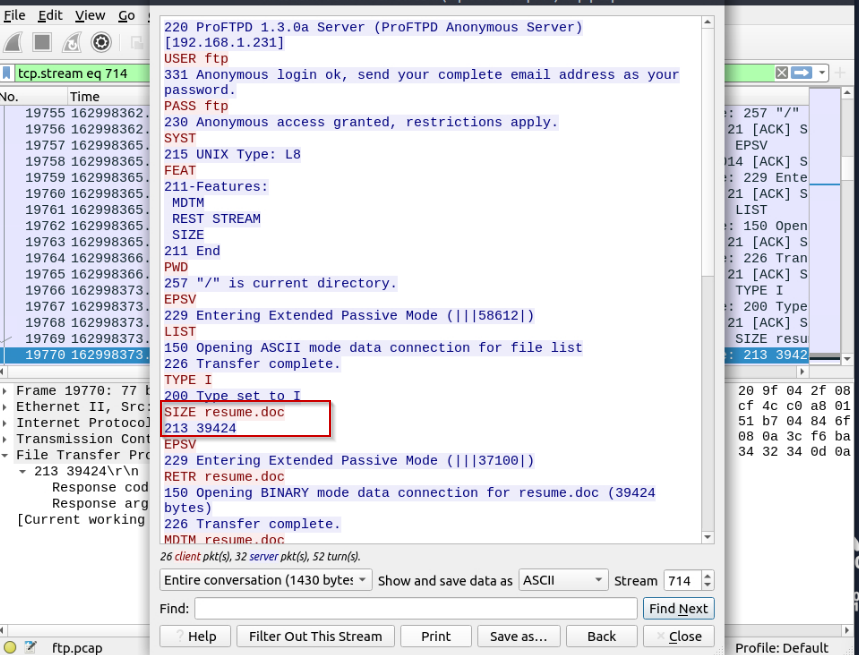 File Edit View Go
tcp.stream eq 714
No. Time
19755 162998362.
19756 162998362.
19757 162998365.
19758 162998365.
19759 162998365.
19760 162998365.
19761 162998365.
19762 162998365.
19763 162998365.
19764 162998366.
19765 162998366.
19766 162998373.
19767 162998373.
19768 162998373.
19769 162998373.
19770 162998373.
Frame 19770: 77 b
Ethernet II, Src:
Internet Protocol
Transmission Cont
File Transfer Pro
213 39424\r\n
Response cod
Response arg
[Current working
ftp.pcap
220 ProFTPD 1.3.0a Server (ProFTPD Anonymous Server)
[192.168.1.231]
USER ftp
331 Anonymous login ok, send your complete email address as your
password.
PASS ftp
230 Anonymous access granted, restrictions apply.
SYST
215 UNIX Type: L8
FEAT
211-Features:
MDTM
REST STREAM
SIZE
211 End
PWD
257 "/" is current directory.
EPSV
229 Entering Extended Passive Mode (|||58612|)
LIST
150 Opening ASCII mode data connection for file list
226 Transfer complete.
TYPE I
200 Type set to I
SIZE resume.doc
213 39424
EPSV
229 Entering Extended Passive Mode (|||37100|)
RETR resume.doc
150 Opening BINARY mode data connection for resume.doc (39424
bytes)
226 Transfer complete.
MDTM resume.doc
26 client pkt(s), 32 server pkt(s), 52 turn(s).
Entire conversation (1430 bytes Show and save data as ASCII Stream 714
Find: Find Next
Help Filter Out This Stream Print Save as… Back Close
: 257 "/"
21 [ACK] S
EPSV
014 [ACK] S
: 229 Ente
21 [ACK] S
LIST
: 150 Open
21 [ACK] S
: 226 Tran
21 [ACK] S
TYPE I
: 200 Type
21 [ACK] S
SIZE resu
: 213 3942
20 9f 04 2f 08
cf 4c c0 a8 01
51 b7 04 84 6f
08 0a 3c f6 ba
34 32 34 0d 0a
Profile: Default